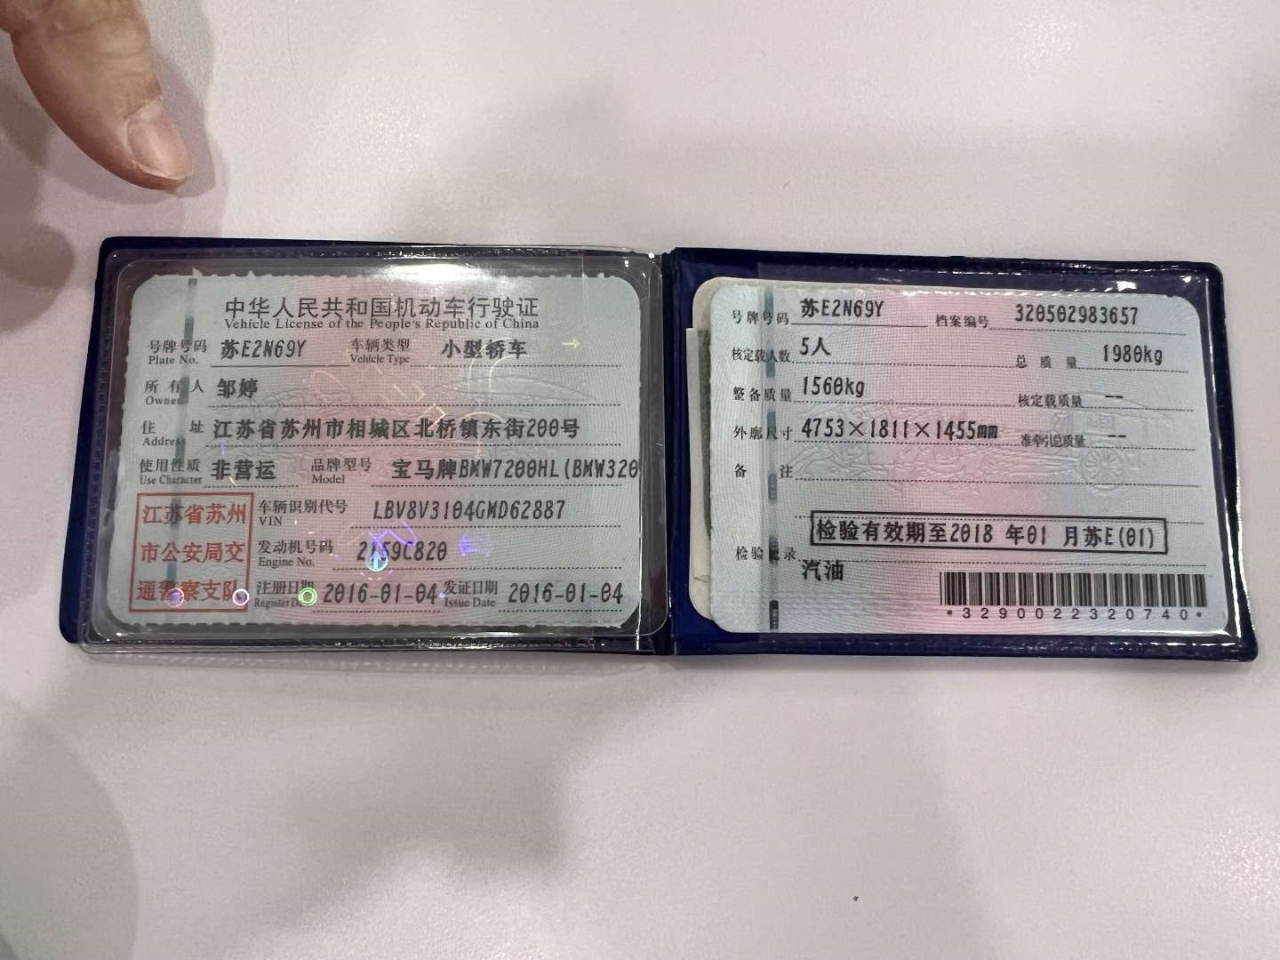 中华人民共和国机动车行驶证
Vehicle License of the People's Republic of China
号牌号码 苏E2N69Y 车辆类型 小型轿车
Plate No. Vehicle Type
所有人 邹婷
Owner
住 址 江苏省苏州市相城区北桥镇东街200号
Address
使用性质 非营运 品牌型号 宝马牌BMW7200HL(BMW320
Use Character Model
江苏省苏州
市公安局交
通警察支队
车辆识别代号 LBV8V3104GMD62887
VIN
发动机号码 2159C820
Engine No.
注册日期 2016-01-04 发证日期 2016-01-04
Register Date Issue Date
号牌号码 苏E2N69Y 档案编号 320502983657
核定载人数 5人 总 质 量 1980kg
整备质量 1560kg 核定载质量 --
外廓尺寸 4753×1811×1455mm 准牵引总质量 --
备 注
检验有效期至2018 年01 月苏E(01)
检验记录
汽油
*3290022320740*